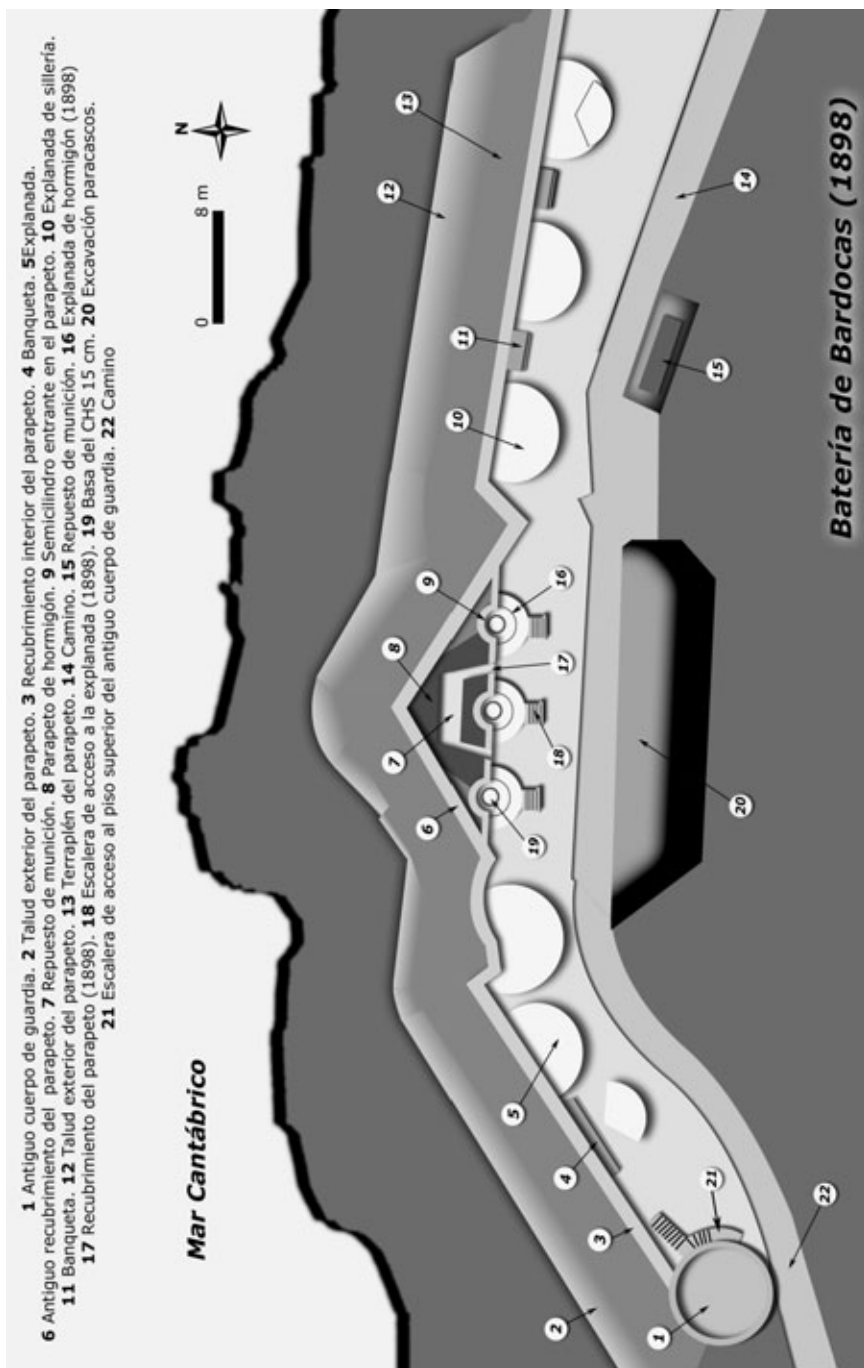 1 Antiguo cuerpo de guardia. 2 Talud exterior del parapeto. 3 Recubrimiento interior del parapeto. 4 Banqueta. 5Explanada.
6 Antiguo recubrimiento del parapeto. 7 Repuesto de munición. 8 Parapeto de hormigón. 9 Semicilindro entrante en el parapeto. 10 Explanada de sillería.
11 Banqueta. 12 Talud exterior del parapeto. 13 Terraplén del parapeto. 14 Camino. 15 Repuesto de munición. 16 Explanada de hormigón (1898)
17 Recubrimiento del parapeto (1898). 18 Escalera de acceso a la explanada (1898). 19 Basa del CHS 15 cm. 20 Excavación paracascos.
21 Escalera de acceso al piso superior del antiguo cuerpo de guardia. 22 Camino
Mar Cantábrico
0 8 m
N
1
2
3
4
5
6
7
8
9
10
11
12
13
14
15
16
17
18
19
20
21
22
Batería de Bardocas (1898)